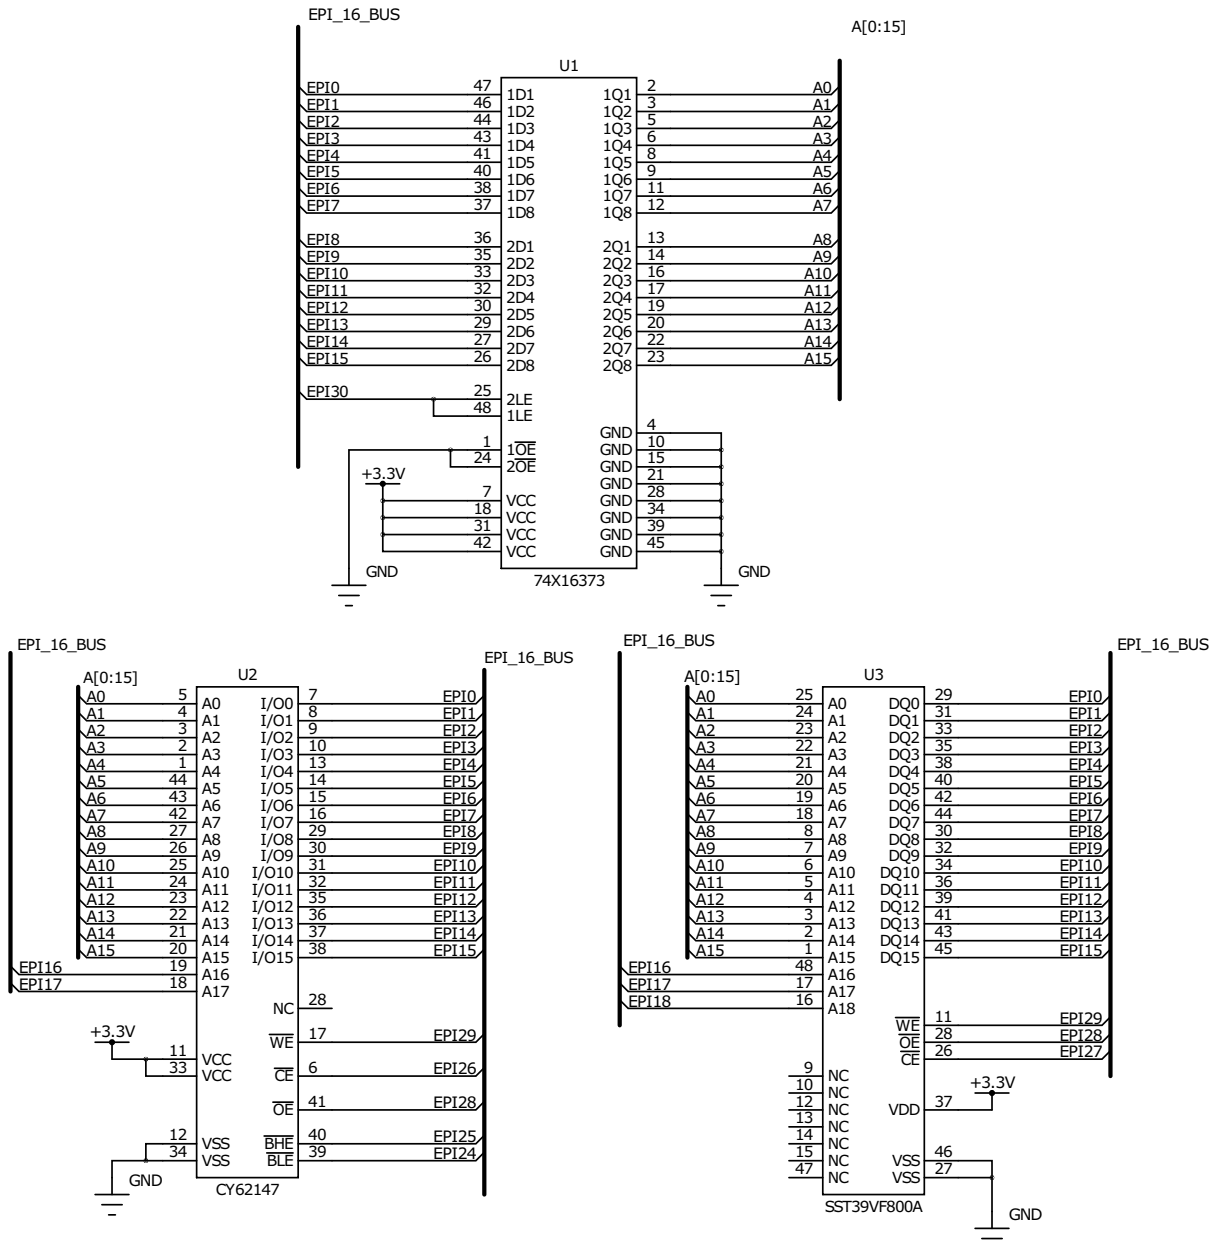 EPI_16_BUS
A[0:15]
U1
EPI0 47 1D1 1Q1 2 A0
EPI1 46 1D2 1Q2 3 A1
EPI2 44 1D3 1Q3 5 A2
EPI3 43 1D4 1Q4 6 A3
EPI4 41 1D5 1Q5 8 A4
EPI5 40 1D6 1Q6 9 A5
EPI6 38 1D7 1Q7 11 A6
EPI7 37 1D8 1Q8 12 A7
EPI8 36 2D1 2Q1 13 A8
EPI9 35 2D2 2Q2 14 A9
EPI10 33 2D3 2Q3 16 A10
EPI11 32 2D4 2Q4 17 A11
EPI12 30 2D5 2Q5 19 A12
EPI13 29 2D6 2Q6 20 A13
EPI14 27 2D7 2Q7 22 A14
EPI15 26 2D8 2Q8 23 A15
EPI30 25 2LE
48 1LE
GND 4
1 1OE GND 10
24 2OE GND 15
+3.3V GND 21
7 VCC GND 28
18 VCC GND 34
31 VCC GND 39
42 VCC GND 45
GND GND
74X16373
EPI_16_BUS
EPI_16_BUS
A[0:15] U2
A0 5 A0 I/O0 7 EPI0
A1 4 A1 I/O1 8 EPI1
A2 3 A2 I/O2 9 EPI2
A3 2 A3 I/O3 10 EPI3
A4 1 A4 I/O4 13 EPI4
A5 44 A5 I/O5 14 EPI5
A6 43 A6 I/O6 15 EPI6
A7 42 A7 I/O7 16 EPI7
A8 27 A8 I/O8 29 EPI8
A9 26 A9 I/O9 30 EPI9
A10 25 A10 I/O10 31 EPI10
A11 24 A11 I/O11 32 EPI11
A12 23 A12 I/O12 35 EPI12
A13 22 A13 I/O13 36 EPI13
A14 21 A14 I/O14 37 EPI14
A15 20 A15 I/O15 38 EPI15
EPI16 19 A16
EPI17 18 A17
NC 28
+3.3V WE 17 EPI29
11 VCC
33 VCC CE 6 EPI26
OE 41 EPI28
12 VSS BHE 40 EPI25
34 VSS BLE 39 EPI24
GND
CY62147
EPI_16_BUS
EPI_16_BUS
A[0:15] U3
A0 25 A0 DQ0 29 EPI0
A1 24 A1 DQ1 31 EPI1
A2 23 A2 DQ2 33 EPI2
A3 22 A3 DQ3 35 EPI3
A4 21 A4 DQ4 38 EPI4
A5 20 A5 DQ5 40 EPI5
A6 19 A6 DQ6 42 EPI6
A7 18 A7 DQ7 44 EPI7
A8 8 A8 DQ8 30 EPI8
A9 7 A9 DQ9 32 EPI9
A10 6 A10 DQ10 34 EPI10
A11 5 A11 DQ11 36 EPI11
A12 4 A12 DQ12 39 EPI12
A13 3 A13 DQ13 41 EPI13
A14 2 A14 DQ14 43 EPI14
A15 1 A15 DQ15 45 EPI15
EPI16 48 A16
EPI17 17 A17
EPI18 16 A18
WE 11 EPI29
OE 28 EPI28
CE 26 EPI27
9 NC
10 NC +3.3V
12 NC VDD 37
13 NC
14 NC
15 NC VSS 46
47 NC VSS 27
SST39VF800A
GND